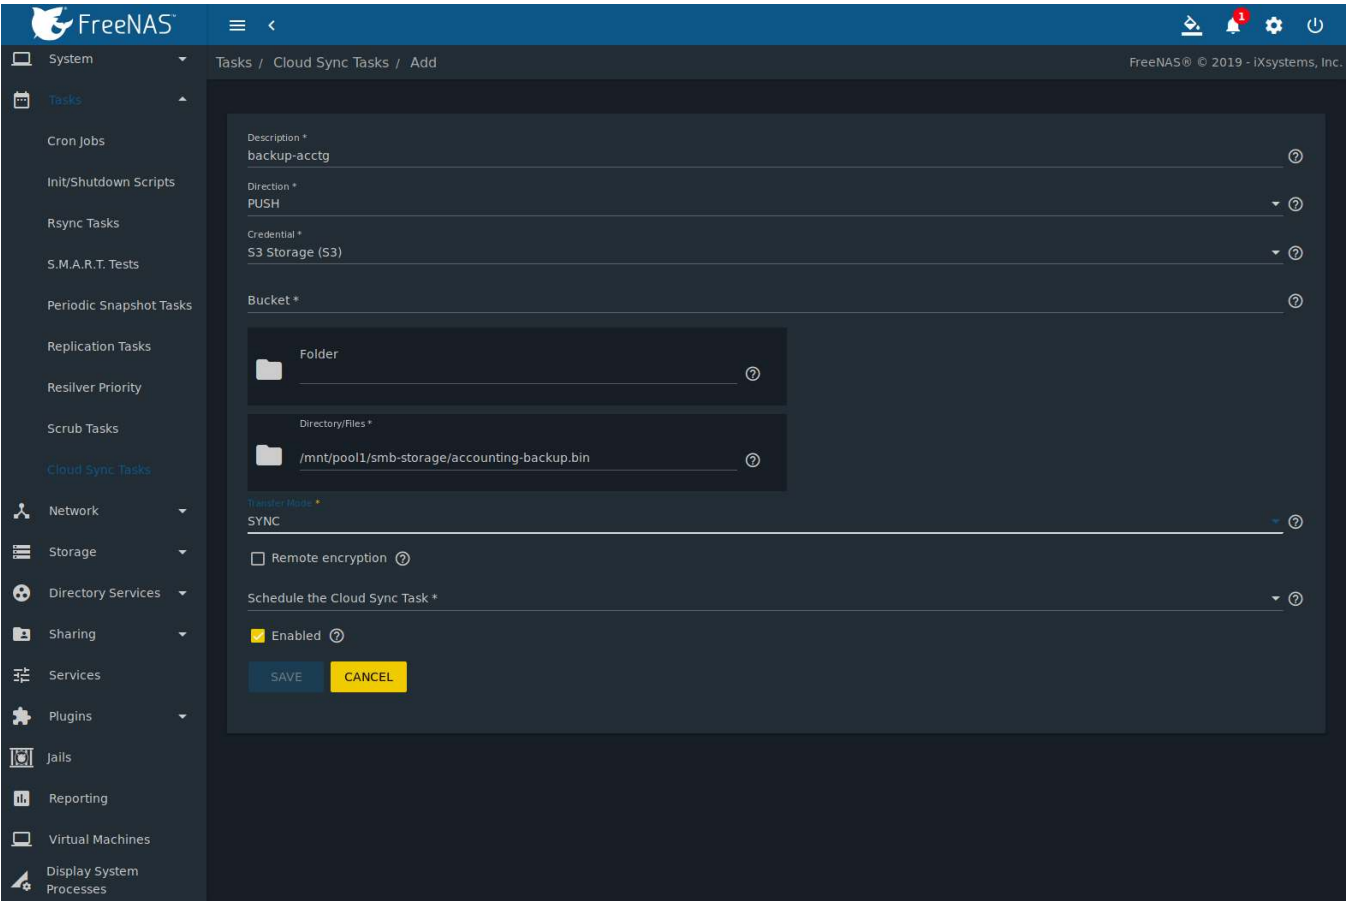 FreeNAS®
1
System
Tasks / Cloud Sync Tasks / Add
FreeNAS® © 2019 - iXsystems, Inc.
Tasks
Cron Jobs
Init/Shutdown Scripts
Rsync Tasks
S.M.A.R.T. Tests
Periodic Snapshot Tasks
Replication Tasks
Resilver Priority
Scrub Tasks
Cloud Sync Tasks
Network
Storage
Directory Services
Sharing
Services
Plugins
Jails
Reporting
Virtual Machines
Display System
Processes
Description *
backup-acctg
Direction *
PUSH
Credential *
S3 Storage (S3)
Bucket *
Folder
Directory/Files *
/mnt/pool1/smb-storage/accounting-backup.bin
Transfer Mode *
SYNC
Remote encryption
Schedule the Cloud Sync Task *
Enabled
SAVE
CANCEL